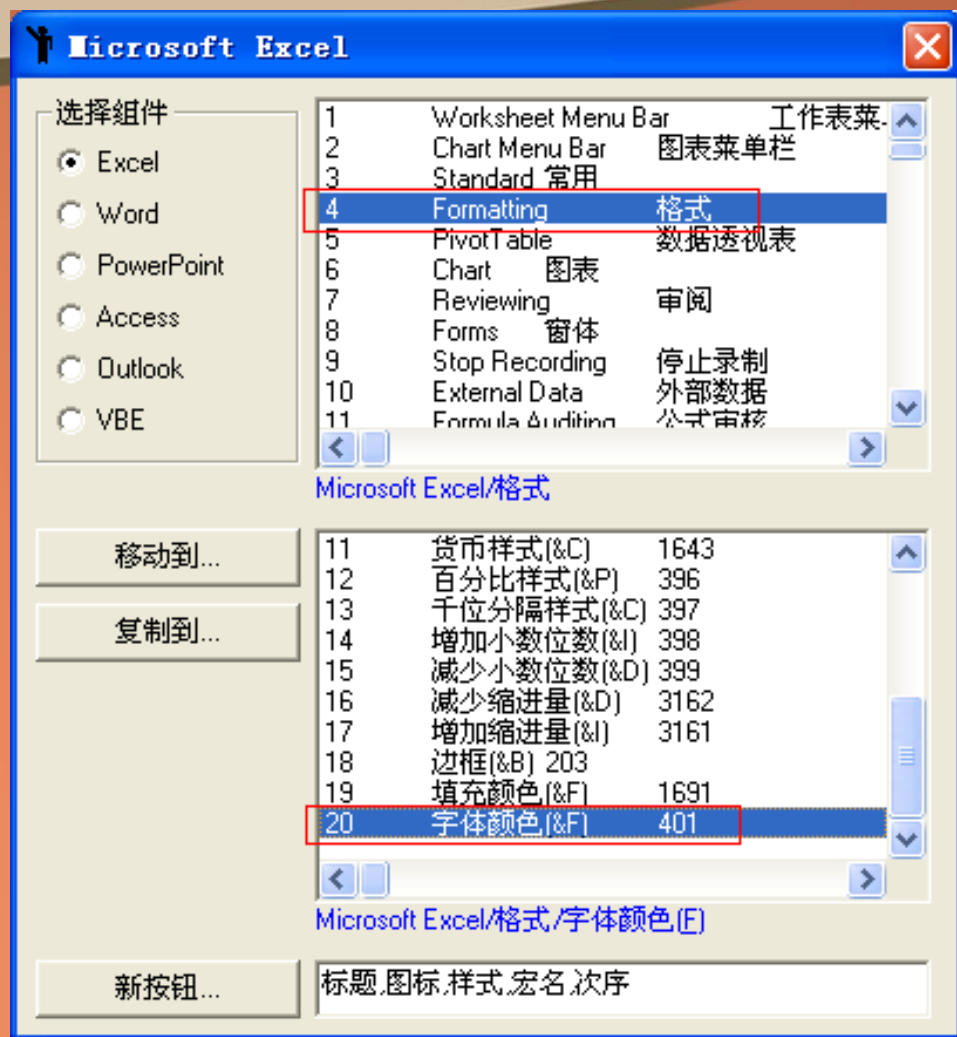 Microsoft Excel
选择组件
Excel
Word
PowerPoint
Access
Outlook
VBE
1 Worksheet Menu Bar 工作表菜
2 Chart Menu Bar 图表菜单栏
3 Standard 常用
4 Formatting 格式
5 PivotTable 数据透视表
6 Chart 图表
7 Reviewing 审阅
8 Forms 窗体
9 Stop Recording 停止录制
10 External Data 外部数据
11 Formula Auditing 公式审核
Microsoft Excel/格式
移动到...
复制到...
11 货币样式(&C) 1643
12 百分比样式(&P) 396
13 千位分隔样式(&C) 397
14 增加小数位数(&I) 398
15 减少小数位数(&D) 399
16 减少缩进量(&D) 3162
17 增加缩进量(&I) 3161
18 边框(&B) 203
19 填充颜色(&F) 1691
20 字体颜色(&F) 401
Microsoft Excel/格式/字体颜色(F)
新按钮...
标题,图标,样式,宏名,次序